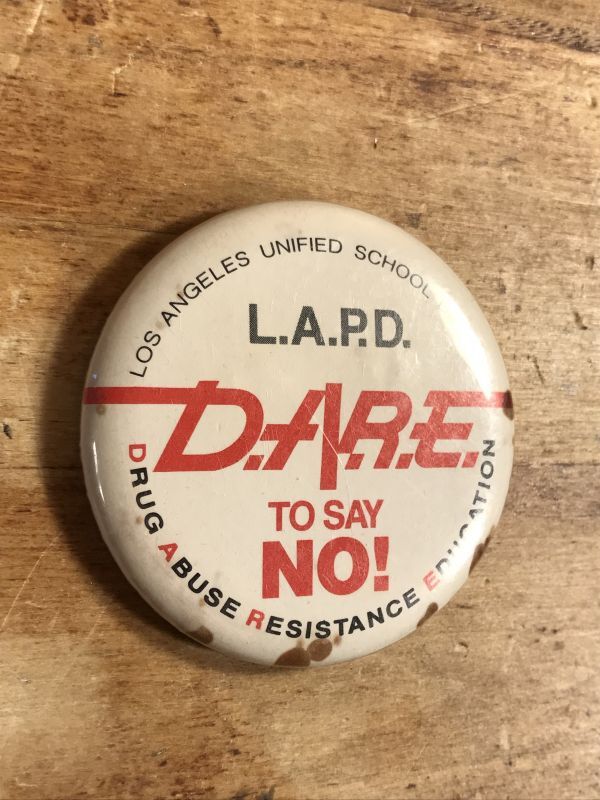 LOS ANGELES UNIFIED SCHOOL
L.A.P.D.
D.A.R.E.
TO SAY
NO!
DRUG ABUSE RESISTANCE EDUCATION